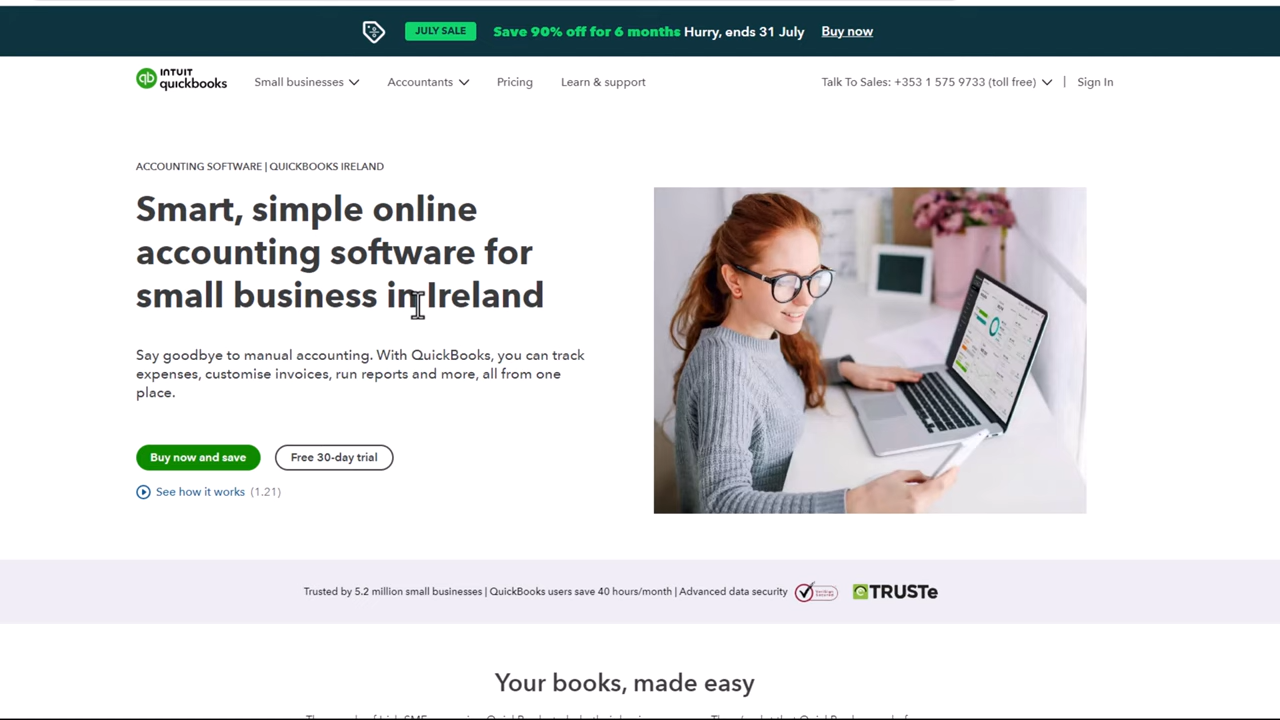 JULY SALE Save 90% off for 6 months Hurry, ends 31 July Buy now
INTUIT
quickbooks
Small businesses Accountants Pricing Learn & support Talk To Sales: +353 1 575 9733 (toll free) | Sign In
ACCOUNTING SOFTWARE | QUICKBOOKS IRELAND
Smart, simple online
accounting software for
small business in Ireland
Say goodbye to manual accounting. With QuickBooks, you can track
expenses, customise invoices, run reports and more, all from one
place.
Buy now and save Free 30-day trial
See how it works (1.21)
Trusted by 5.2 million small businesses | QuickBooks users save 40 hours/month | Advanced data security TRUSTe
Your books, made easy